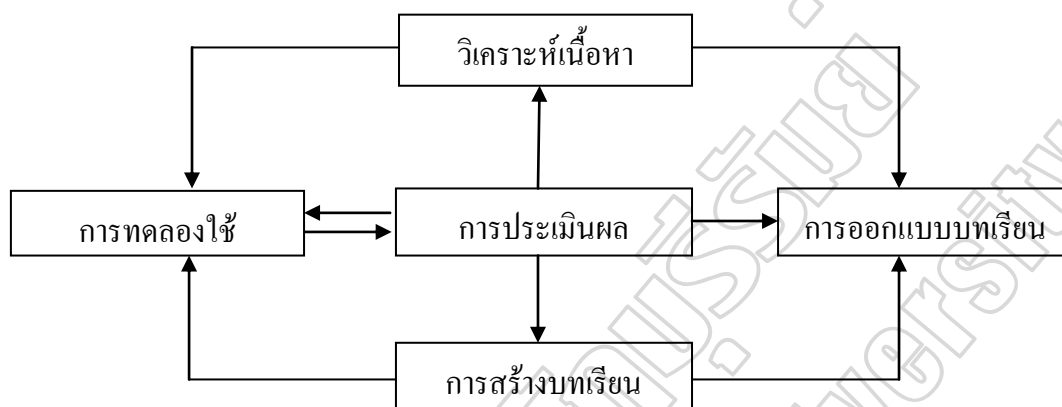 วิเคราะห์เนื้อหา
การทดลองใช้
การประเมินผล
การออกแบบบทเรียน
การสร้างบทเรียน